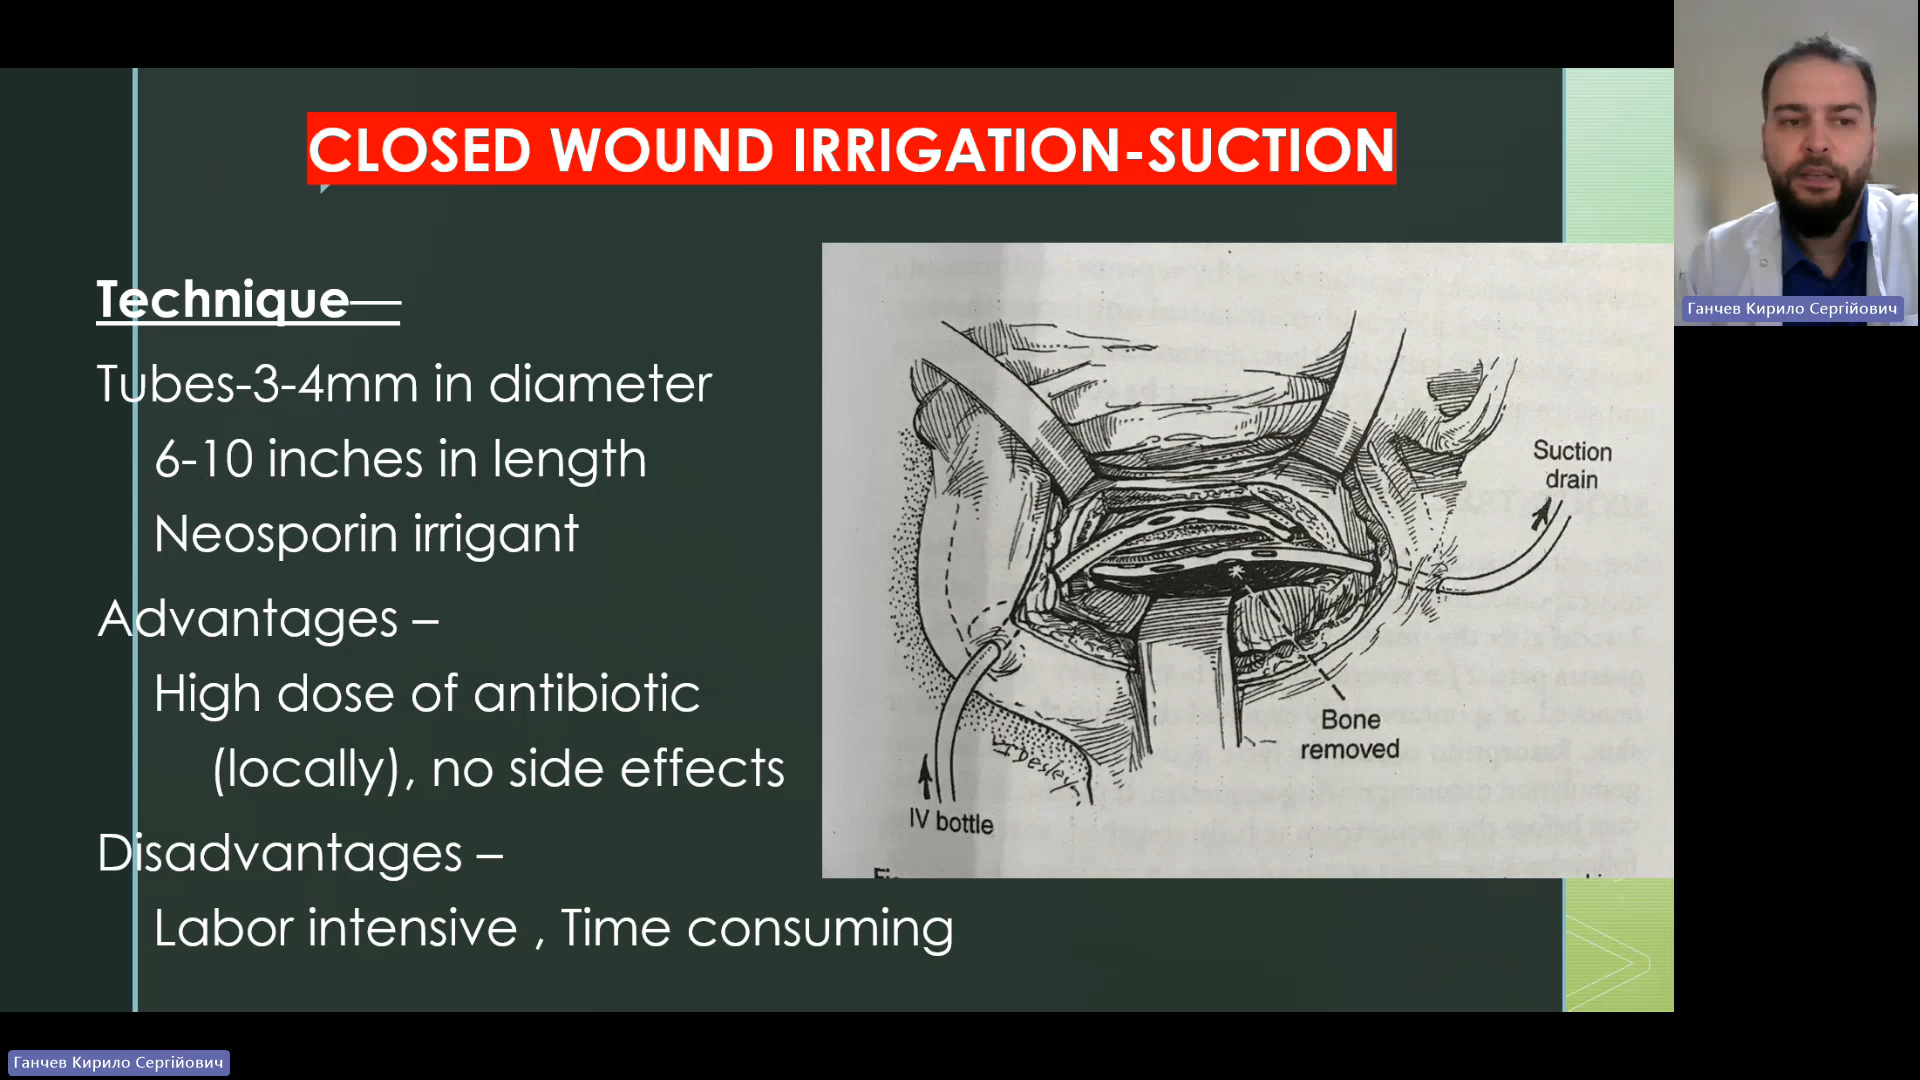 CLOSED WOUND IRRIGATION-SUCTION
Technique—
Tubes-3-4mm in diameter
6-10 inches in length
Neosporin irrigant
Advantages –
High dose of antibiotic
(locally), no side effects
Disadvantages –
Labor intensive , Time consuming
Suction
drain
Bone
removed
IV bottle
Ганчев Кирило Сергійович
Ганчев Кирило Сергійович